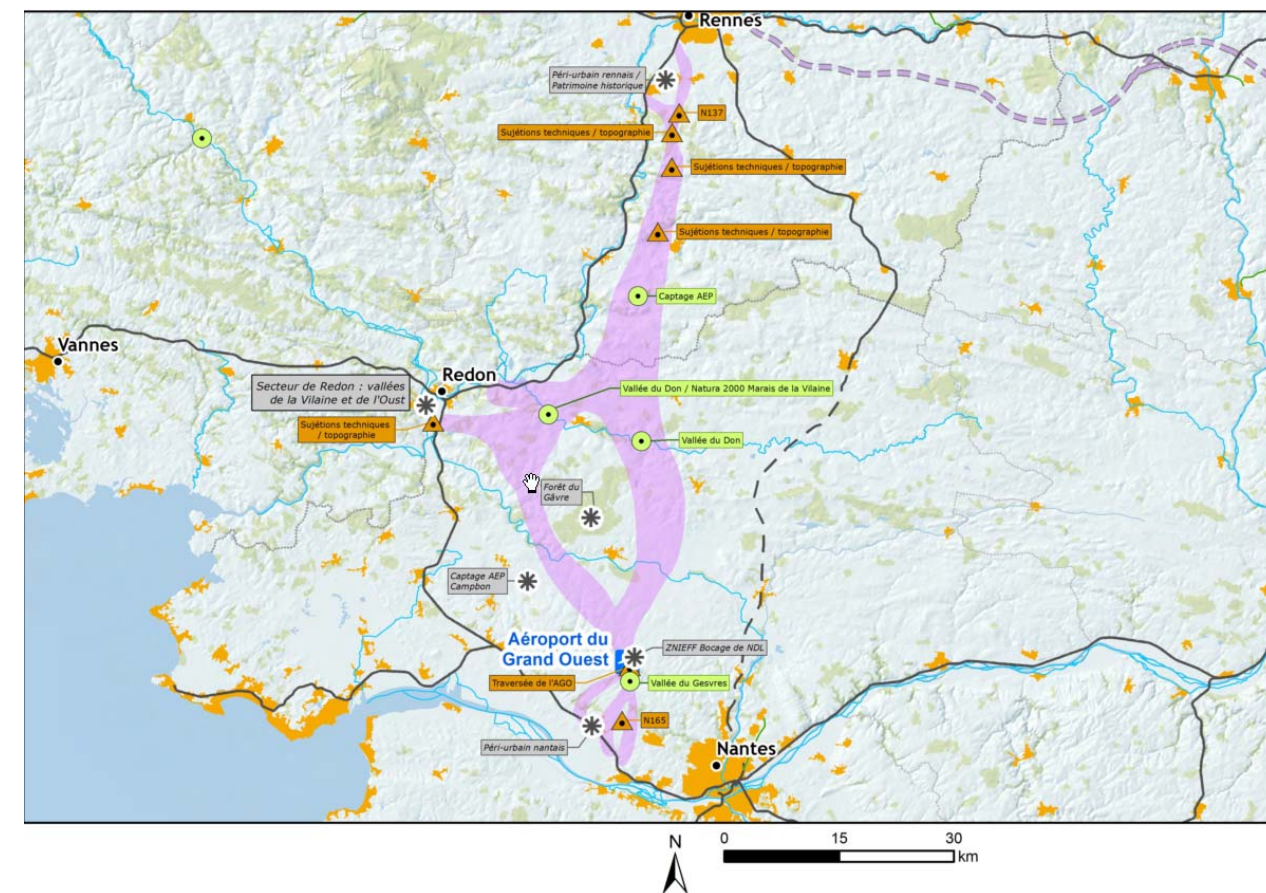 Rennes
Péri-urbain rennais /
Patrimoine historique
N137
Sujétions techniques / topographie
Sujétions techniques / topographie
Sujétions techniques / topographie
Captage AEP
Vannes
Redon
Secteur de Redon : vallées
de la Vilaine et de l'Oust
Vallée du Don / Natura 2000 Marais de la Vilaine
Sujétions techniques
/ topographie
Vallée du Don
Forêt du
Gâvre
Captage AEP
Campbon
Aéroport du
Grand Ouest
ZNIEFF Bocage de NDL
Traversée de l'AGO
Vallée du Gesvres
N165
Péri-urbain nantais
Nantes
N
0 15 30
km